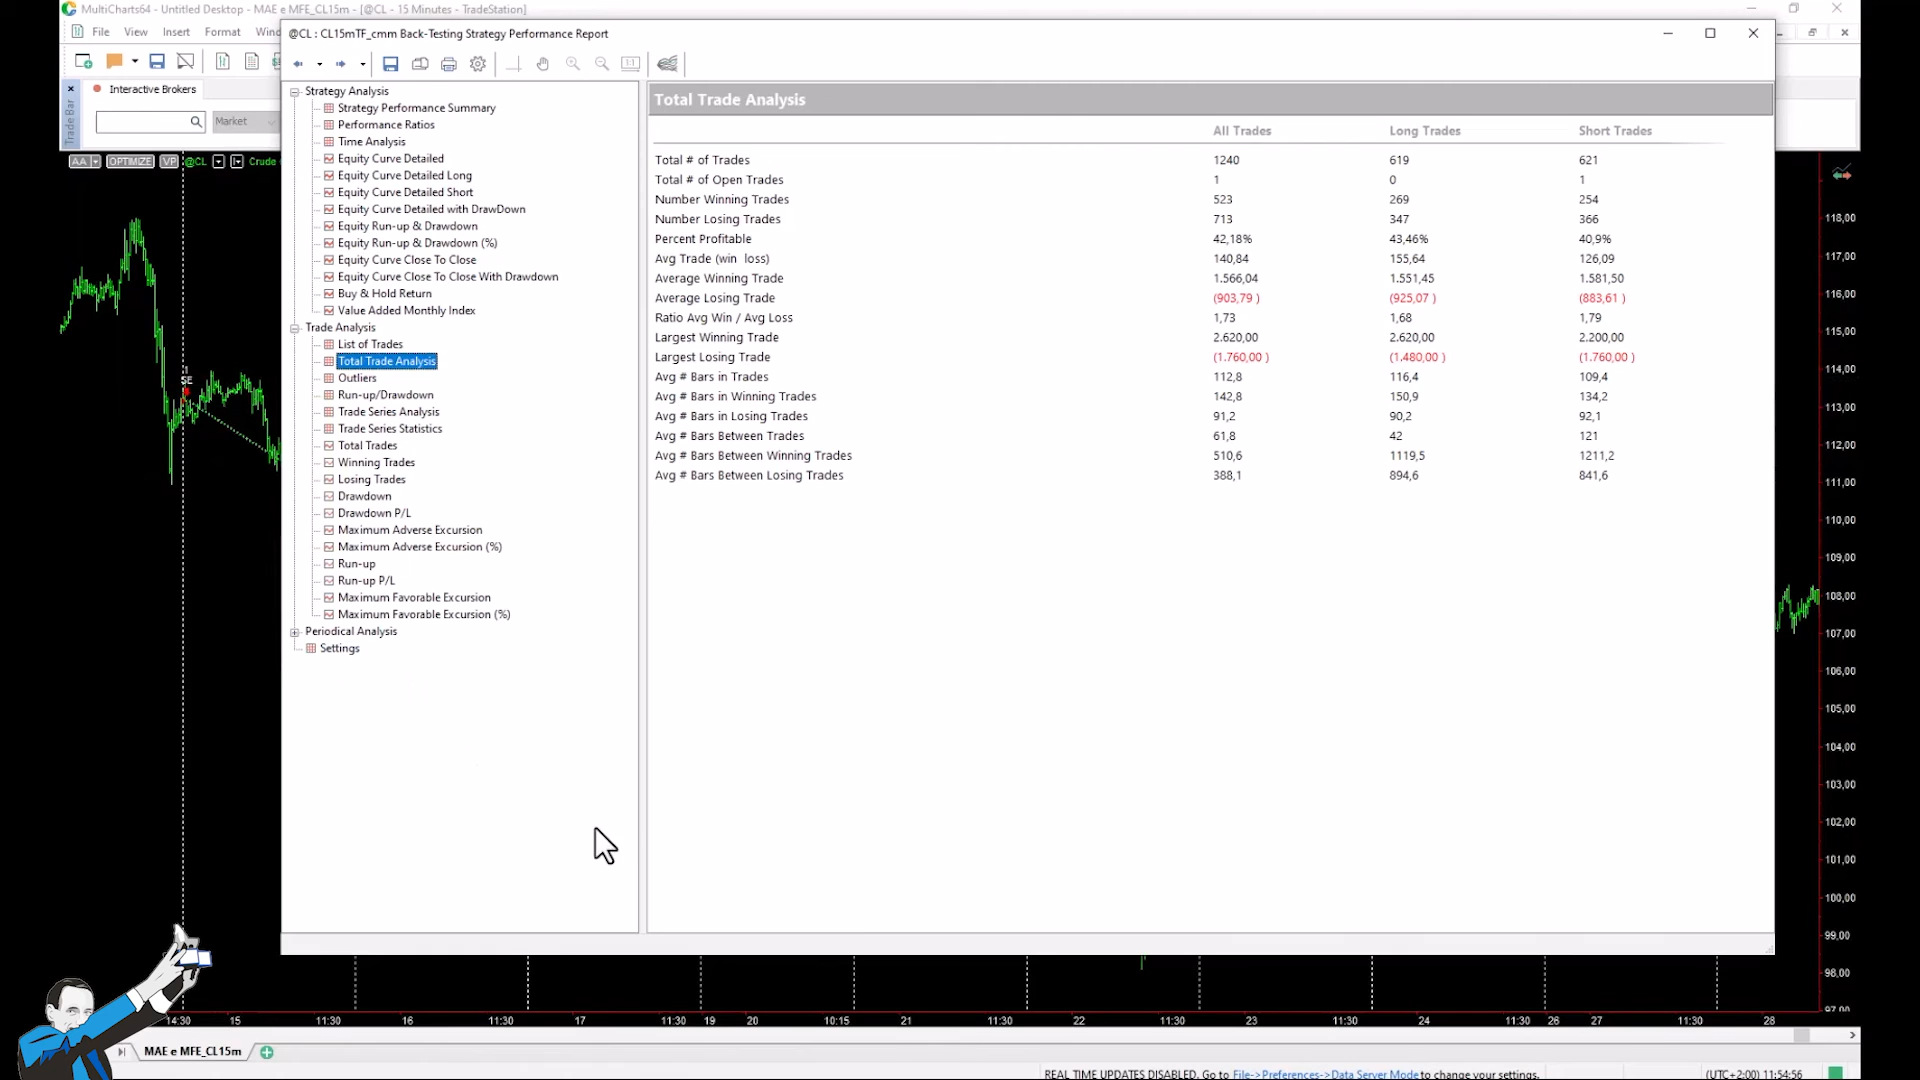 MultiCharts64 - Untitled Desktop - MAE e MFE_CL15m - [@CL - 15 Minutes - TradeStation]
File View Insert Format Wind
@CL : CL15mTF_cmm Back-Testing Strategy Performance Report
Interactive Brokers
Trade Bar
Market
AA OPTIMIZE VP @CL Crude
Strategy Analysis
Strategy Performance Summary
Performance Ratios
Time Analysis
Equity Curve Detailed
Equity Curve Detailed Long
Equity Curve Detailed Short
Equity Curve Detailed with DrawDown
Equity Run-up & Drawdown
Equity Run-up & Drawdown (%)
Equity Curve Close To Close
Equity Curve Close To Close With Drawdown
Buy & Hold Return
Value Added Monthly Index
Trade Analysis
List of Trades
Total Trade Analysis
Outliers
Run-up/Drawdown
Trade Series Analysis
Trade Series Statistics
Total Trades
Winning Trades
Losing Trades
Drawdown
Drawdown P/L
Maximum Adverse Excursion
Maximum Adverse Excursion (%)
Run-up
Run-up P/L
Maximum Favorable Excursion
Maximum Favorable Excursion (%)
Periodical Analysis
Settings
Total Trade Analysis
All Trades Long Trades Short Trades
Total # of Trades 1240 619 621
Total # of Open Trades 1 0 1
Number Winning Trades 523 269 254
Number Losing Trades 713 347 366
Percent Profitable 42,18% 43,46% 40,9%
Avg Trade (win loss) 140,84 155,64 126,09
Average Winning Trade 1.566,04 1.551,45 1.581,50
Average Losing Trade (903,79 ) (925,07 ) (883,61 )
Ratio Avg Win / Avg Loss 1,73 1,68 1,79
Largest Winning Trade 2.620,00 2.620,00 2.200,00
Largest Losing Trade (1.760,00 ) (1.480,00 ) (1.760,00 )
Avg # Bars in Trades 112,8 116,4 109,4
Avg # Bars in Winning Trades 142,8 150,9 134,2
Avg # Bars in Losing Trades 91,2 90,2 92,1
Avg # Bars Between Trades 61,8 42 121
Avg # Bars Between Winning Trades 510,6 1119,5 1211,2
Avg # Bars Between Losing Trades 388,1 894,6 841,6
1
SE
118,00
117,00
116,00
115,00
114,00
113,00
112,00
111,00
110,00
109,00
108,00
107,00
106,00
105,00
104,00
103,00
102,00
101,00
100,00
99,00
98,00
97,00
14:30 15 11:30 16 11:30 17 11:30 19 20 10:15 21 11:30 22 11:30 23 11:30 24 11:30 26 27 11:30 28
MAE e MFE_CL15m
REAL TIME UPDATES DISABLED. Go to File->Preferences->Data Server Mode to change your settings.
(UTC+2:00) 11:54:56